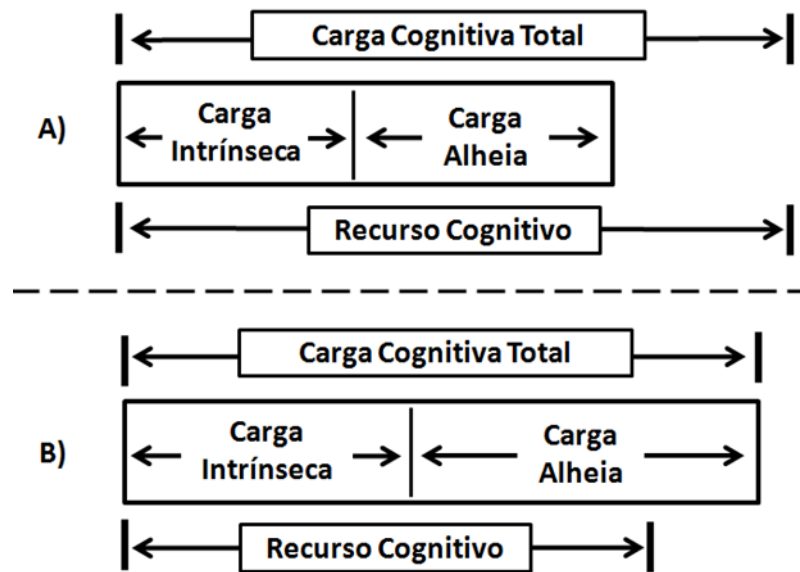 Carga Cognitiva Total
A)
Carga
Intrínseca
Carga
Alheia
Recurso Cognitivo
Carga Cognitiva Total
B)
Carga
Intrínseca
Carga
Alheia
Recurso Cognitivo